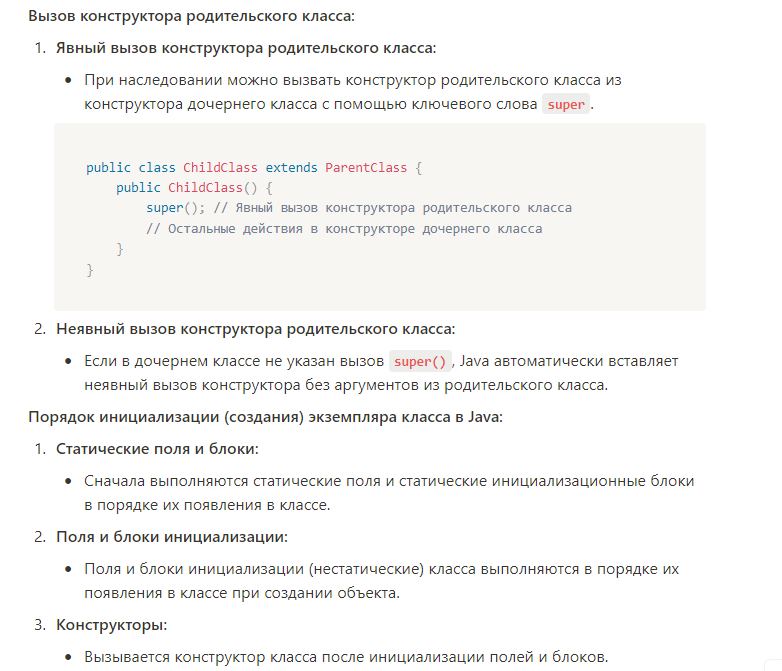 Вызов конструктора родительского класса:
1. Явный вызов конструктора родительского класса:
• При наследовании можно вызвать конструктор родительского класса из
конструктора дочернего класса с помощью ключевого слова super .
public class ChildClass extends ParentClass {
    public ChildClass() {
        super(); // Явный вызов конструктора родительского класса
        // Остальные действия в конструкторе дочернего класса
    }
}
2. Неявный вызов конструктора родительского класса:
• Если в дочернем классе не указан вызов super() , Java автоматически вставляет
неявный вызов конструктора без аргументов из родительского класса.
Порядок инициализации (создания) экземпляра класса в Java:
1. Статические поля и блоки:
• Сначала выполняются статические поля и статические инициализационные блоки
в порядке их появления в классе.
2. Поля и блоки инициализации:
• Поля и блоки инициализации (нестатические) класса выполняются в порядке их
появления в классе при создании объекта.
3. Конструкторы:
• Вызывается конструктор класса после инициализации полей и блоков.